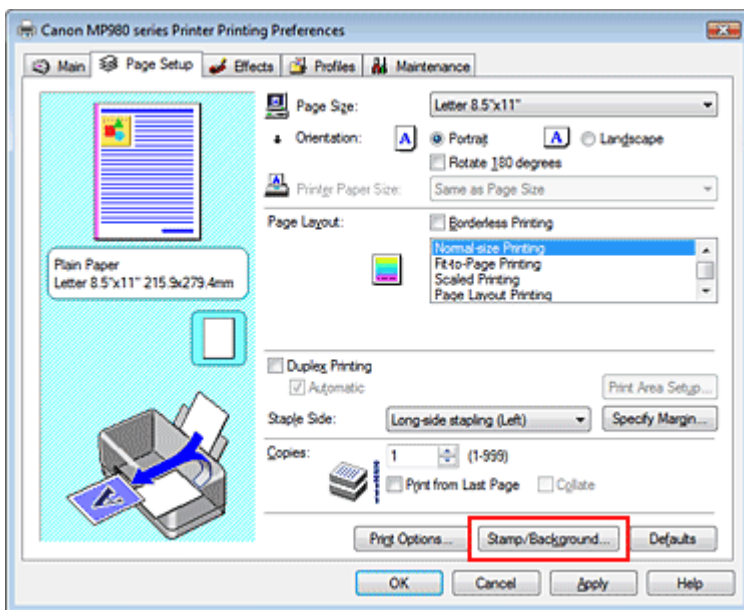 Canon MP980 series Printer Printing Preferences
Main Page Setup Effects Profiles Maintenance
Page Size: Letter 8.5"x11"
Orientation: A Portrait A Landscape
Rotate 180 degrees
Printer Paper Size: Same as Page Size
Page Layout: Borderless Printing
Normal-size Printing
Fit-to-Page Printing
Scaled Printing
Page Layout Printing
Plain Paper
Letter 8.5"x11" 215.9x279.4mm
Duplex Printing
Automatic Print Area Setup...
Staple Side: Long-side stapling (Left) Specify Margin...
Copies: 1 (1-999)
Print from Last Page Collate
Print Options... Stamp/Background... Defaults
OK Cancel Apply Help